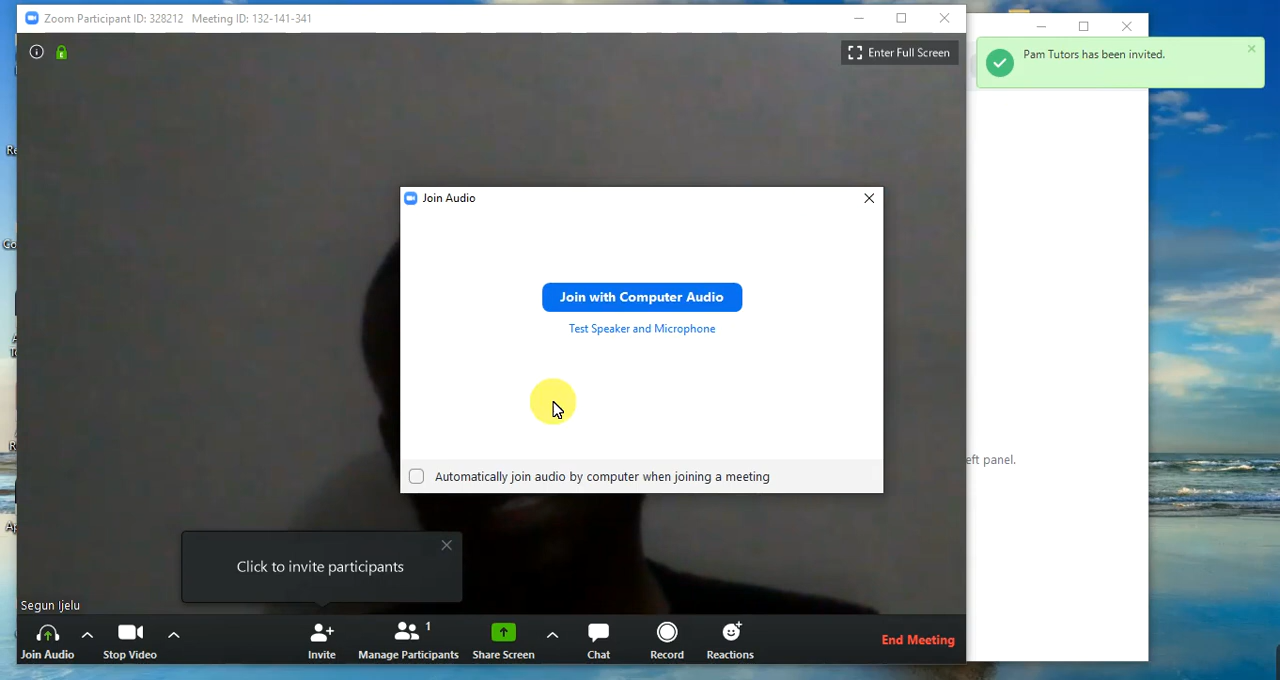 Zoom Participant ID: 328212 Meeting ID: 132-141-341
Enter Full Screen
Pam Tutors has been invited.
Join Audio
Join with Computer Audio
Test Speaker and Microphone
eft panel.
Automatically join audio by computer when joining a meeting
Click to invite participants
Segun Ijelu
1
Join Audio
Stop Video
Invite
Manage Participants
Share Screen
Chat
Record
Reactions
End Meeting